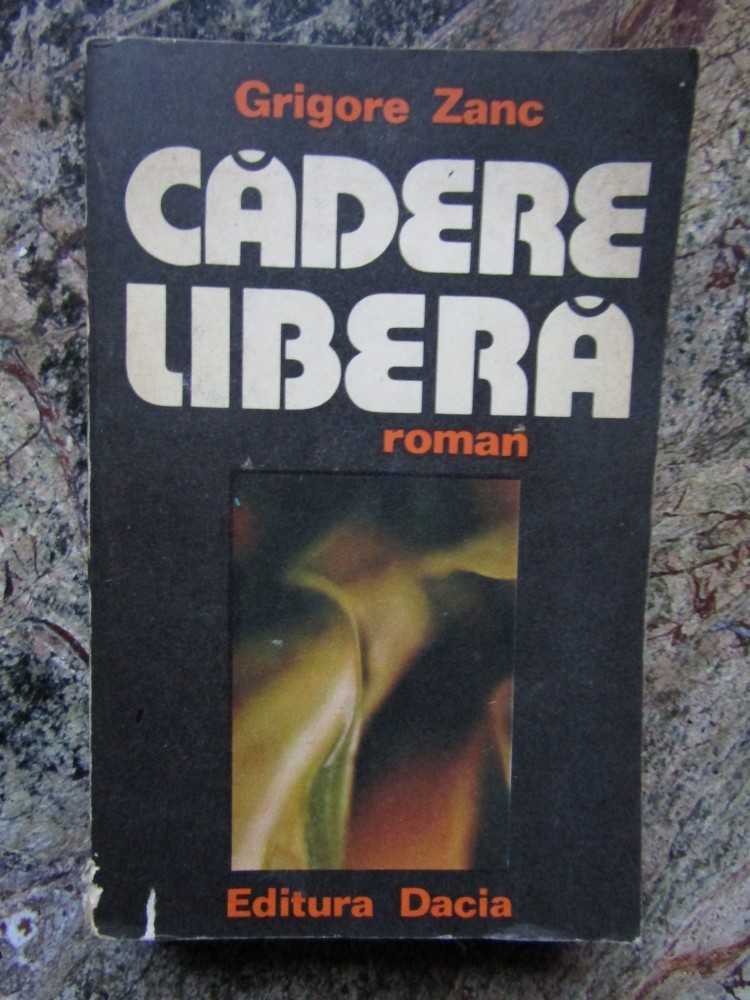 Grigore Zanc
CĂDERE
LIBERĂ
roman
Editura Dacia